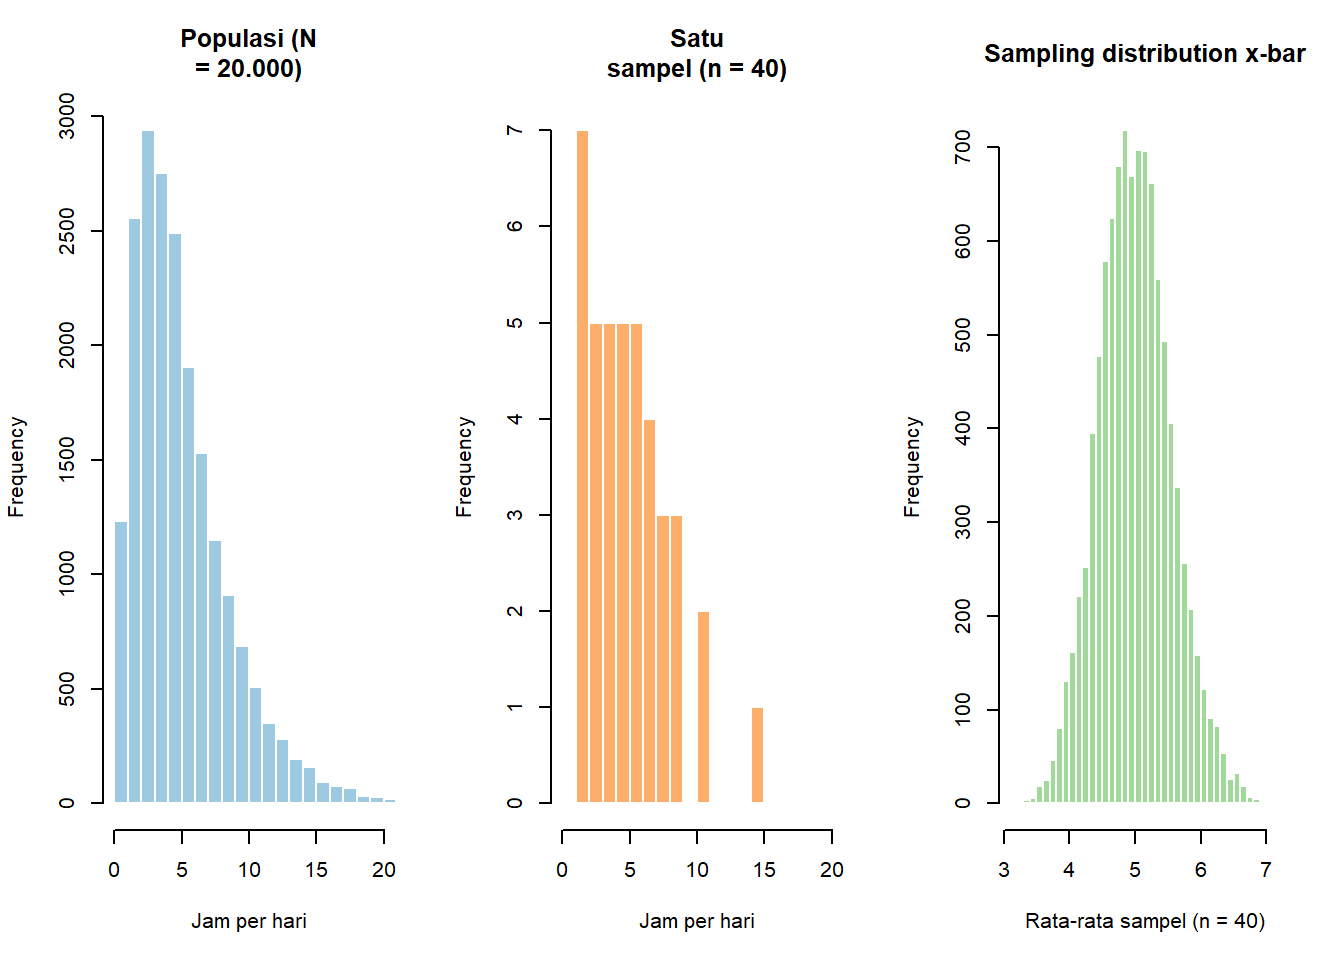 Populasi (N
= 20.000)
Frequency
0
500
1000
1500
2000
2500
3000
0 5 10 15 20
Jam per hari
Satu
sampel (n = 40)
Frequency
0
1
2
3
4
5
6
7
0 5 10 15 20
Jam per hari
Sampling distribution x-bar
Frequency
0
100
200
300
400
500
600
700
3 4 5 6 7
Rata-rata sampel (n = 40)